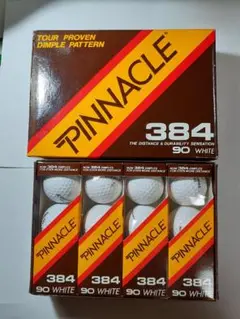 TOUR PROVEN
DIMPLE PATTERN
PINNACLE
384
THE DISTANCE & DURABILITY SENSATION
90 WHITE
PINNACLE
384
90 WHITE
PINNACLE
384
90 WHITE
PINNACLE
384
90 WHITE
PINNACLE
384
90 WHITE